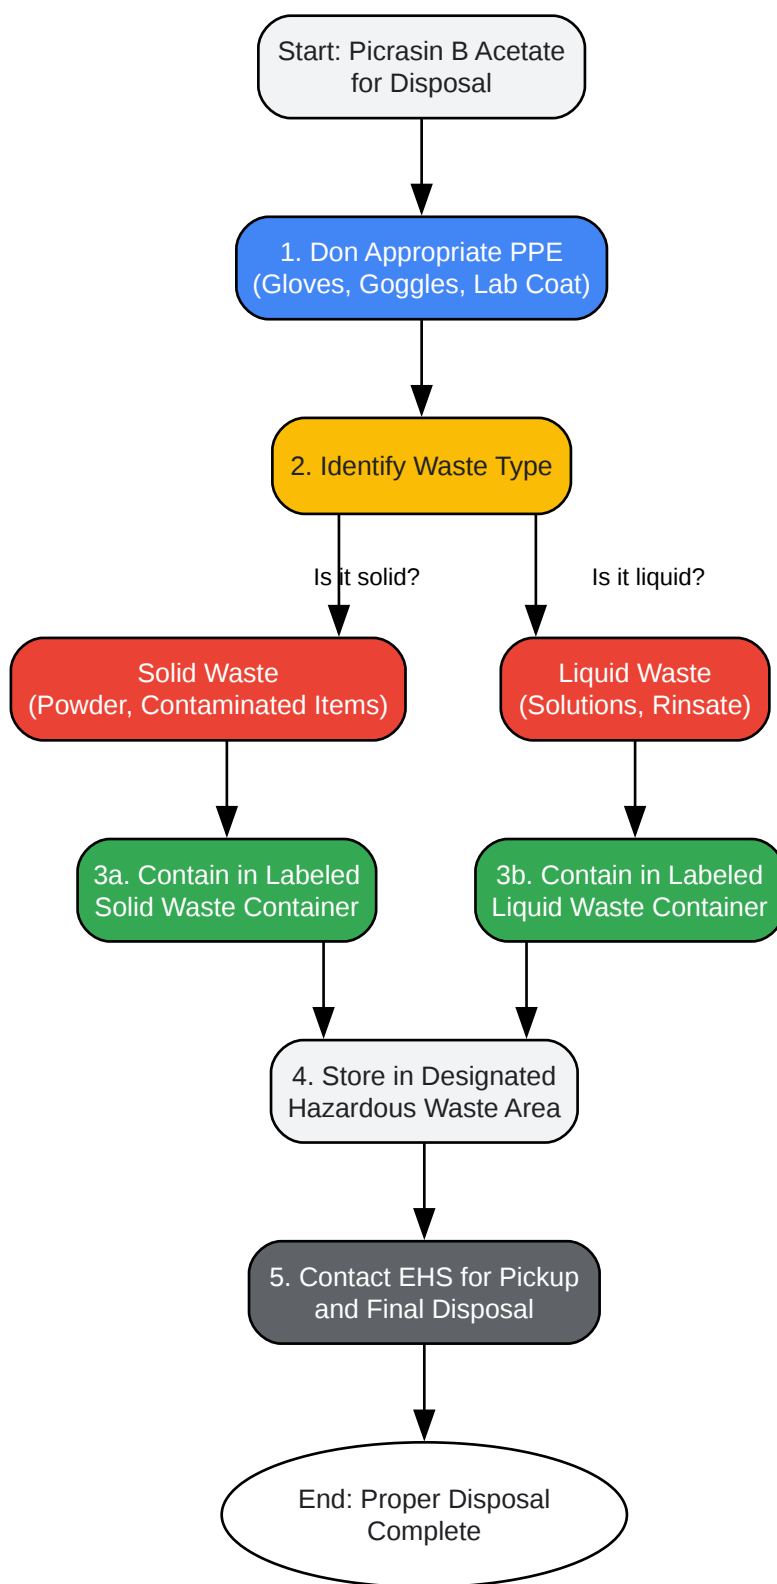 Start: Picrasin B Acetate
for Disposal
1. Don Appropriate PPE
(Gloves, Goggles, Lab Coat)
2. Identify Waste Type
Is it solid?
Is it liquid?
Solid Waste
(Powder, Contaminated Items)
Liquid Waste
(Solutions, Rinsate)
3a. Contain in Labeled
Solid Waste Container
3b. Contain in Labeled
Liquid Waste Container
4. Store in Designated
Hazardous Waste Area
5. Contact EHS for Pickup
and Final Disposal
End: Proper Disposal
Complete